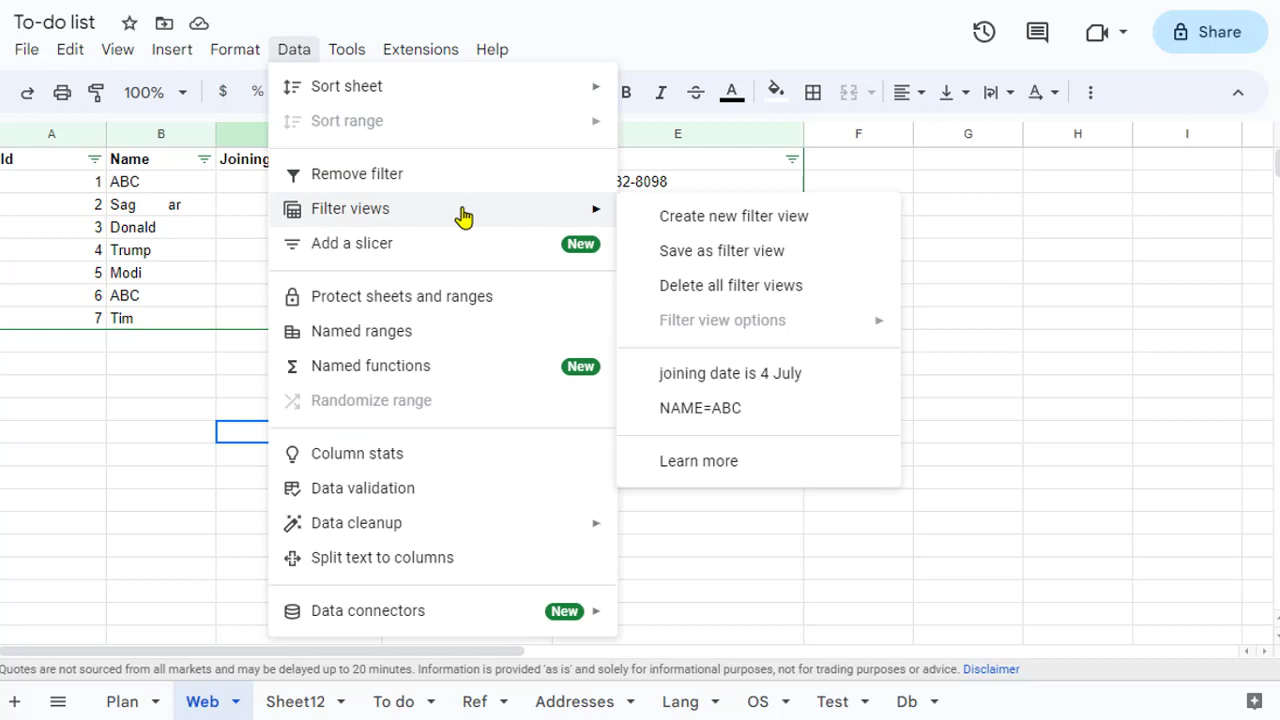 To-do list
File Edit View Insert Format Data Tools Extensions Help
Share
100% $ % B I S A A
A B E F G H I
Id Name Joining
1 ABC 32-8098
2 Sag ar
3 Donald
4 Trump
5 Modi
6 ABC
7 Tim
Sort sheet
Sort range
Remove filter
Filter views
Add a slicer New
Protect sheets and ranges
Named ranges
Named functions New
Randomize range
Column stats
Data validation
Data cleanup
Split text to columns
Data connectors New
Create new filter view
Save as filter view
Delete all filter views
Filter view options
joining date is 4 July
NAME=ABC
Learn more
Quotes are not sourced from all markets and may be delayed up to 20 minutes. Information is provided 'as is' and solely for informational purposes, not for trading purposes or advice. Disclaimer
Plan Web Sheet12 To do Ref Addresses Lang OS Test Db